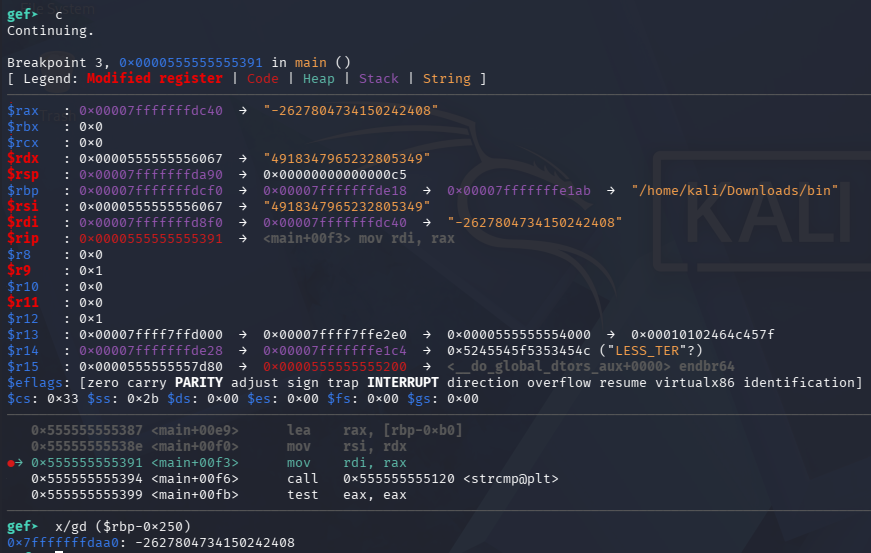 gef➤  c
Continuing.

Breakpoint 3, 0x0000555555555391 in main ()
[ Legend: Modified register | Code | Heap | Stack | String ]
$rax   : 0x00007fffffffdc40  →  "-2627804734150242408"
$rbx   : 0x0
$rcx   : 0x0
$rdx   : 0x0000555555556067  →  "4918347965232805349"
$rsp   : 0x00007fffffffda90  →  0x00000000000000c5
$rbp   : 0x00007fffffffdcf0  →  0x00007fffffffde18  →  0x00007fffffffe1ab  →  "/home/kali/Downloads/bin"
$rsi   : 0x0000555555556067  →  "4918347965232805349"
$rdi   : 0x00007fffffffd8f0  →  0x00007fffffffdc40  →  "-2627804734150242408"
$rip   : 0x0000555555555391  →  <main+00f3> mov rdi, rax
$r8    : 0x0
$r9    : 0x1
$r10   : 0x0
$r11   : 0x0
$r12   : 0x1
$r13   : 0x00007ffff7ffd000  →  0x00007ffff7ffe2e0  →  0x0000555555554000  →  0x00010102464c457f
$r14   : 0x00007fffffffde28  →  0x00007fffffffe1c4  →  0x5245545f5353454c ("LESS_TER"?)
$r15   : 0x0000555555557d80  →  0x0000555555555200  →  <__do_global_dtors_aux+0000> endbr64
$eflags: [zero carry PARITY adjust sign trap INTERRUPT direction overflow resume virtualx86 identification]
$cs: 0x33 $ss: 0x2b $ds: 0x00 $es: 0x00 $fs: 0x00 $gs: 0x00
0x555555555387 <main+00e9>      lea    rax, [rbp-0xb0]
0x55555555538e <main+00f0>      mov    rsi, rdx
●→ 0x555555555391 <main+00f3>      mov    rdi, rax
0x555555555394 <main+00f6>      call   0x555555555120 <strcmp@plt>
0x555555555399 <main+00fb>      test   eax, eax
gef➤  x/gd ($rbp-0x250)
0x7fffffffdaa0: -2627804734150242408
KALI